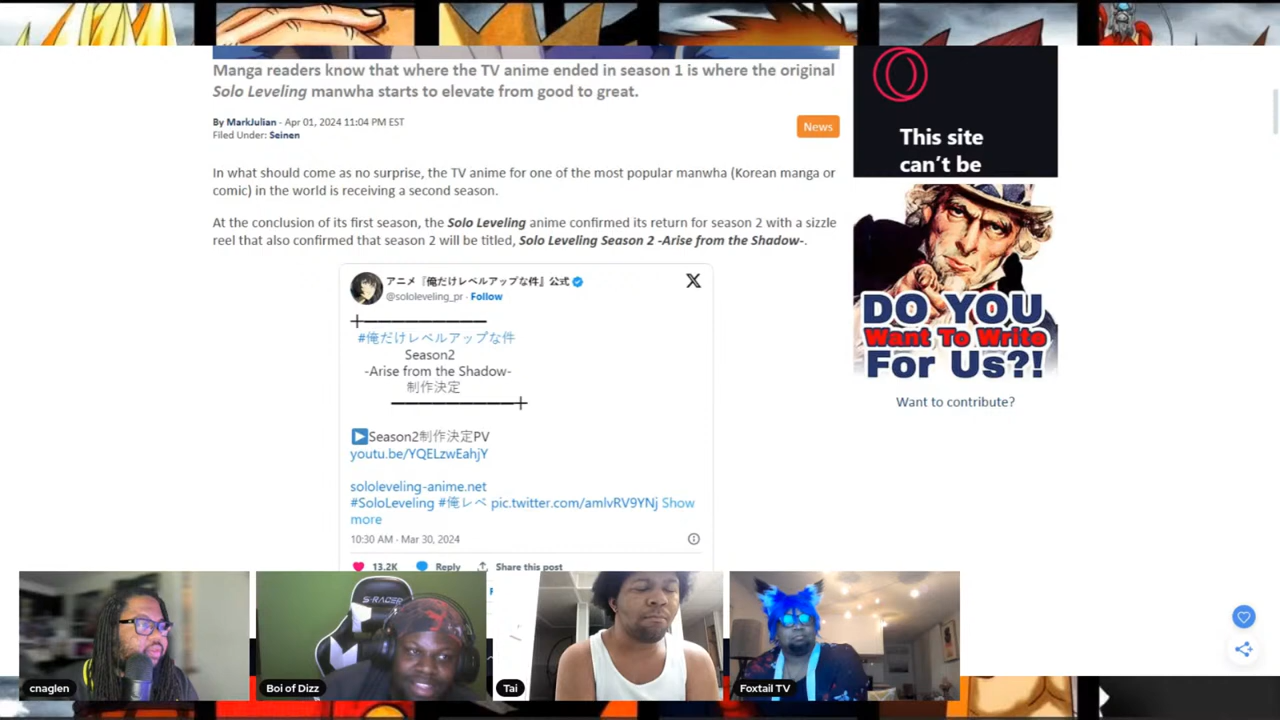 Manga readers know that where the TV anime ended in season 1 is where the original
Solo Leveling manwha starts to elevate from good to great.
By MarkJulian - Apr 01, 2024 11:04 PM EST
Filed Under: Seinen
News
In what should come as no surprise, the TV anime for one of the most popular manwha (Korean manga or
comic) in the world is receiving a second season.
At the conclusion of its first season, the Solo Leveling anime confirmed its return for season 2 with a sizzle
reel that also confirmed that season 2 will be titled, Solo Leveling Season 2 -Arise from the Shadow-.
アニメ『俺だけレベルアップな件』公式
@sololeveling_pr · Follow
#俺だけレベルアップな件
Season2
-Arise from the Shadow-
制作決定
Season2制作決定PV
youtu.be/YQELzwEahjY
sololeveling-anime.net
#SoloLeveling #俺レベ pic.twitter.com/amlvRV9YNj Show
more
10:30 AM · Mar 30, 2024
13.2K Reply Share this post
This site
can't be
DO YOU
Want To Write
For Us?!
Want to contribute?
S-RACER
cnaglen
Boi of Dizz
Tai
Foxtail TV